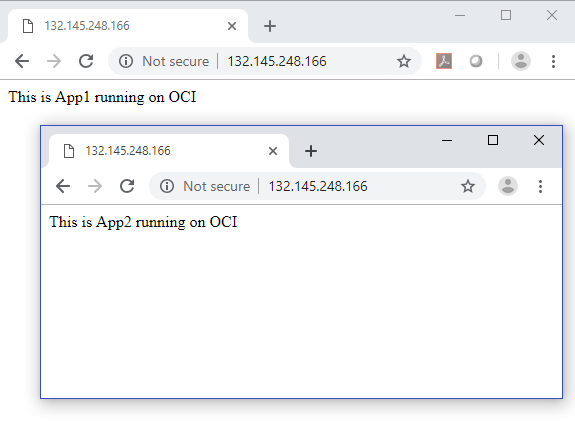 132.145.248.166
Not secure | 132.145.248.166
This is App1 running on OCI
132.145.248.166
Not secure | 132.145.248.166
This is App2 running on OCI